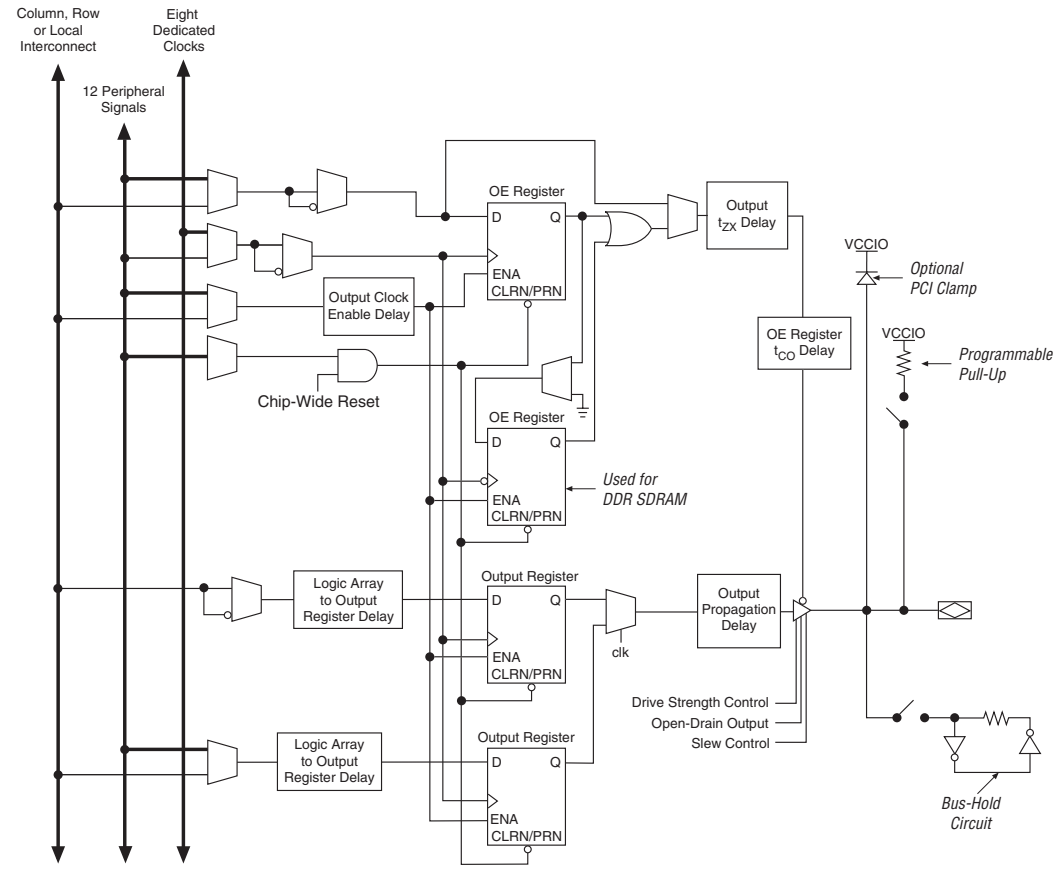 Column, Row
or Local
Interconnect
Eight
Dedicated
Clocks
12 Peripheral
Signals
OE Register
D
Q
ENA
CLRN/PRN
Output
tZX Delay
Output Clock
Enable Delay
Chip-Wide Reset
VCCIO
Optional
PCI Clamp
OE Register
tCO Delay
VCCIO
Programmable
Pull-Up
OE Register
D
Q
ENA
CLRN/PRN
Used for
DDR SDRAM
Logic Array
to Output
Register Delay
Output Register
D
Q
ENA
CLRN/PRN
clk
Output
Propagation
Delay
Drive Strength Control
Open-Drain Output
Slew Control
Logic Array
to Output
Register Delay
Output Register
D
Q
ENA
CLRN/PRN
Bus-Hold
Circuit